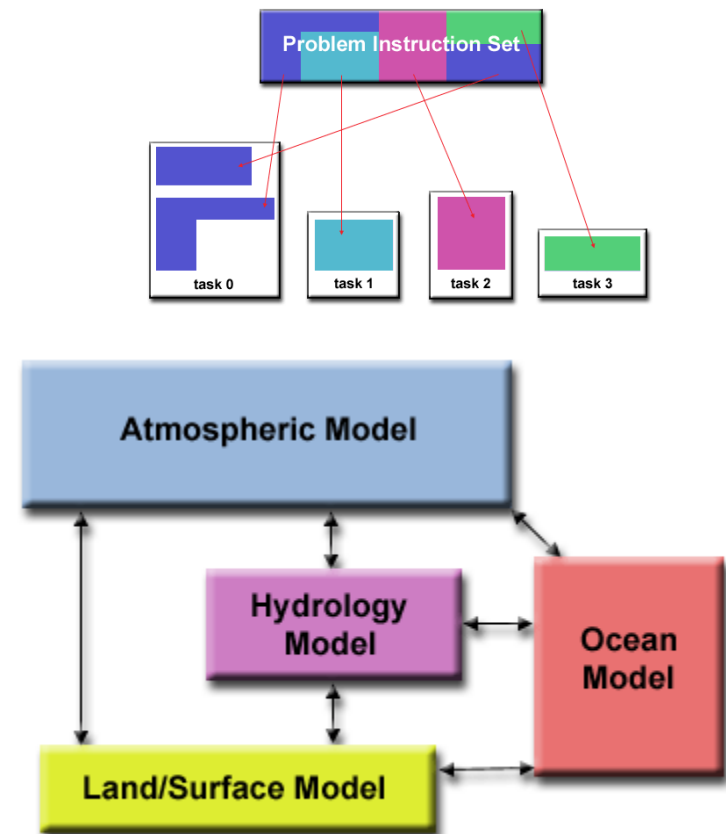 Problem Instruction Set
task 0
task 1
task 2
task 3
Atmospheric Model
Hydrology
Model
Ocean
Model
Land/Surface Model